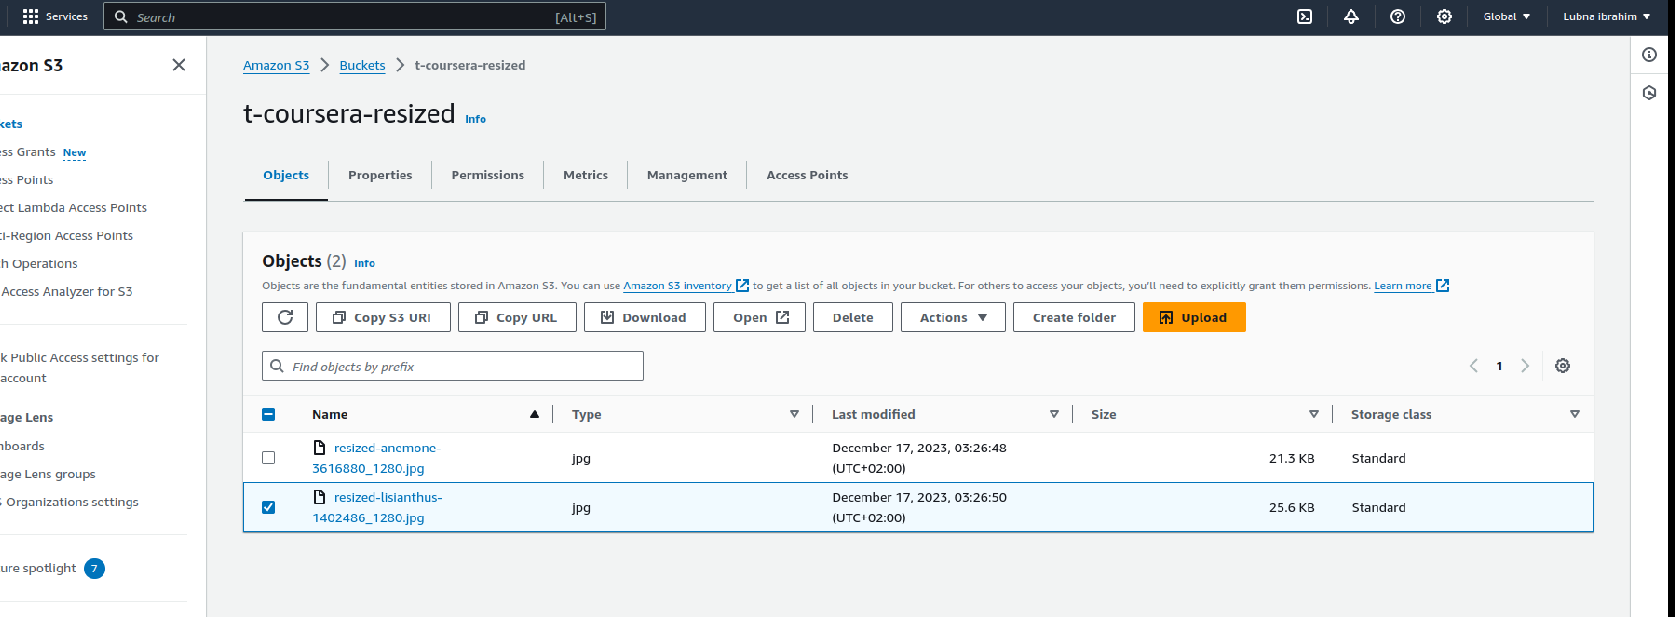 Services
Search
[Alt+S]
Global
Lubna ibrahim
azon S3
Amazon S3
Buckets
t-coursera-resized
t-coursera-resized Info
kets
ess Grants New
ess Points
ect Lambda Access Points
ti-Region Access Points
h Operations
Access Analyzer for S3
k Public Access settings for
account
age Lens
hboards
age Lens groups
S Organizations settings
ure spotlight 7
Objects
Properties
Permissions
Metrics
Management
Access Points
Objects (2) Info
Objects are the fundamental entities stored in Amazon S3. You can use Amazon S3 inventory to get a list of all objects in your bucket. For others to access your objects, you'll need to explicitly grant them permissions. Learn more
Copy S3 URI
Copy URL
Download
Open
Delete
Actions
Create folder
Upload
Find objects by prefix
1
Name
Type
Last modified
Size
Storage class
resized-anemone-
3616880_1280.jpg
jpg
December 17, 2023, 03:26:48
(UTC+02:00)
21.3 KB
Standard
resized-lisianthus-
1402486_1280.jpg
jpg
December 17, 2023, 03:26:50
(UTC+02:00)
25.6 KB
Standard